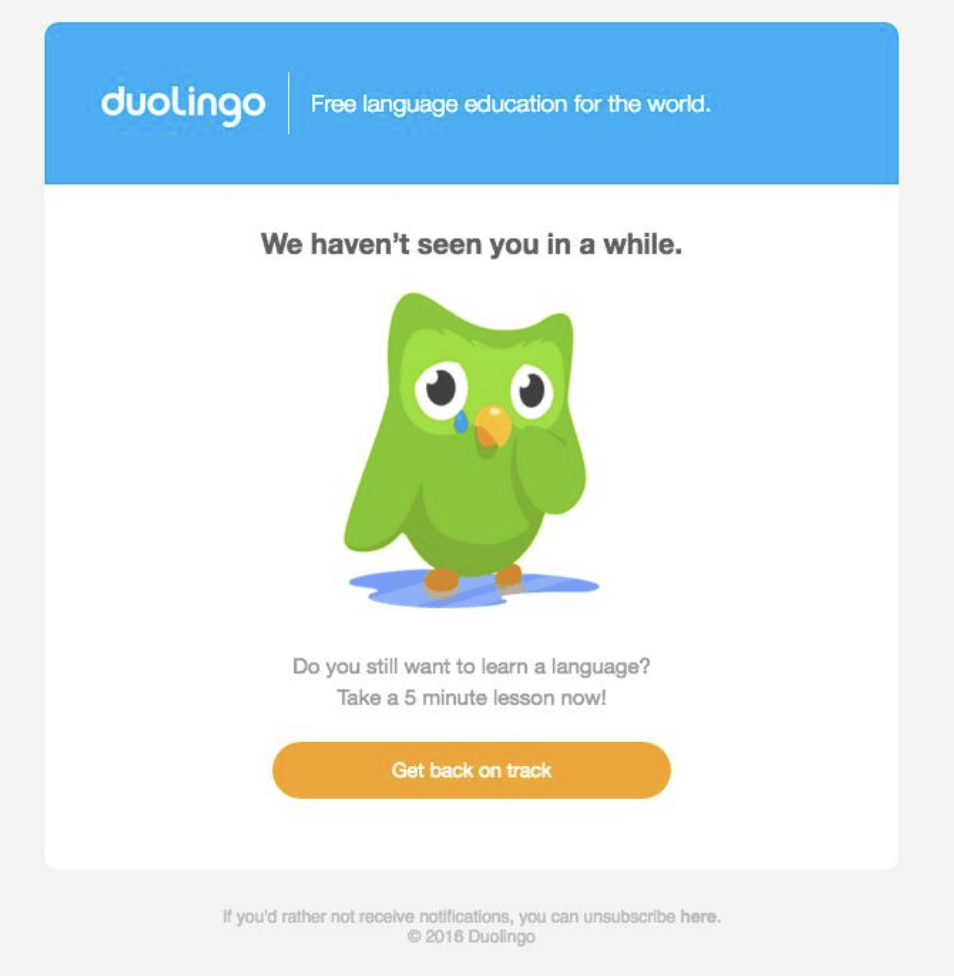 duolingo
Free language education for the world.
We haven't seen you in a while.
Do you still want to learn a language?
Take a 5 minute lesson now!
Get back on track
If you'd rather not receive notifications, you can unsubscribe here.
© 2016 Duolingo